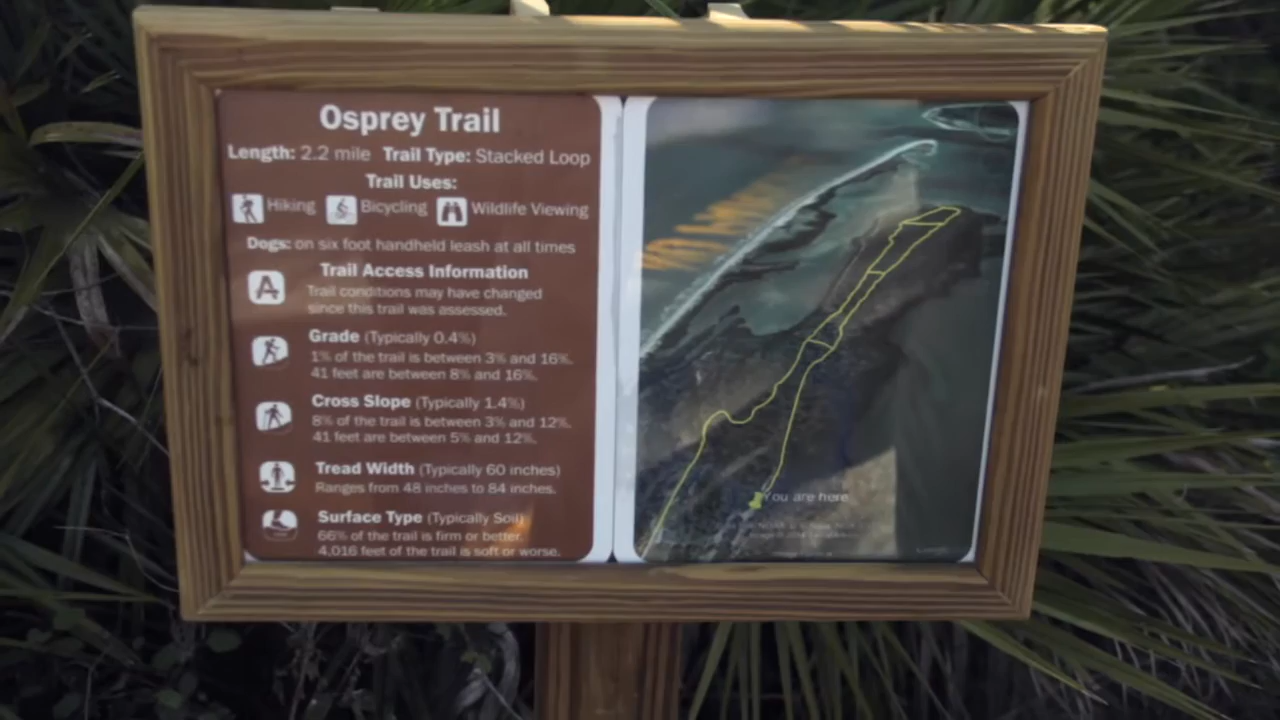 Osprey Trail
Length: 2.2 mile Trail Type: Stacked Loop
Trail Uses:
Hiking Bicycling Wildlife Viewing
Dogs: on six foot handheld leash at all times
A
Trail Access Information
Trail conditions may have changed
since this trail was assessed.
Grade (Typically 0.4%)
1% of the trail is between 3% and 16%.
41 feet are between 8% and 16%.
Cross Slope (Typically 1.4%)
8% of the trail is between 3% and 12%.
41 feet are between 5% and 12%.
Tread Width (Typically 60 inches)
Ranges from 48 inches to 84 inches.
Surface Type (Typically Soil)
66% of the trail is firm or better.
4,016 feet of the trail is soft or worse.
You are here